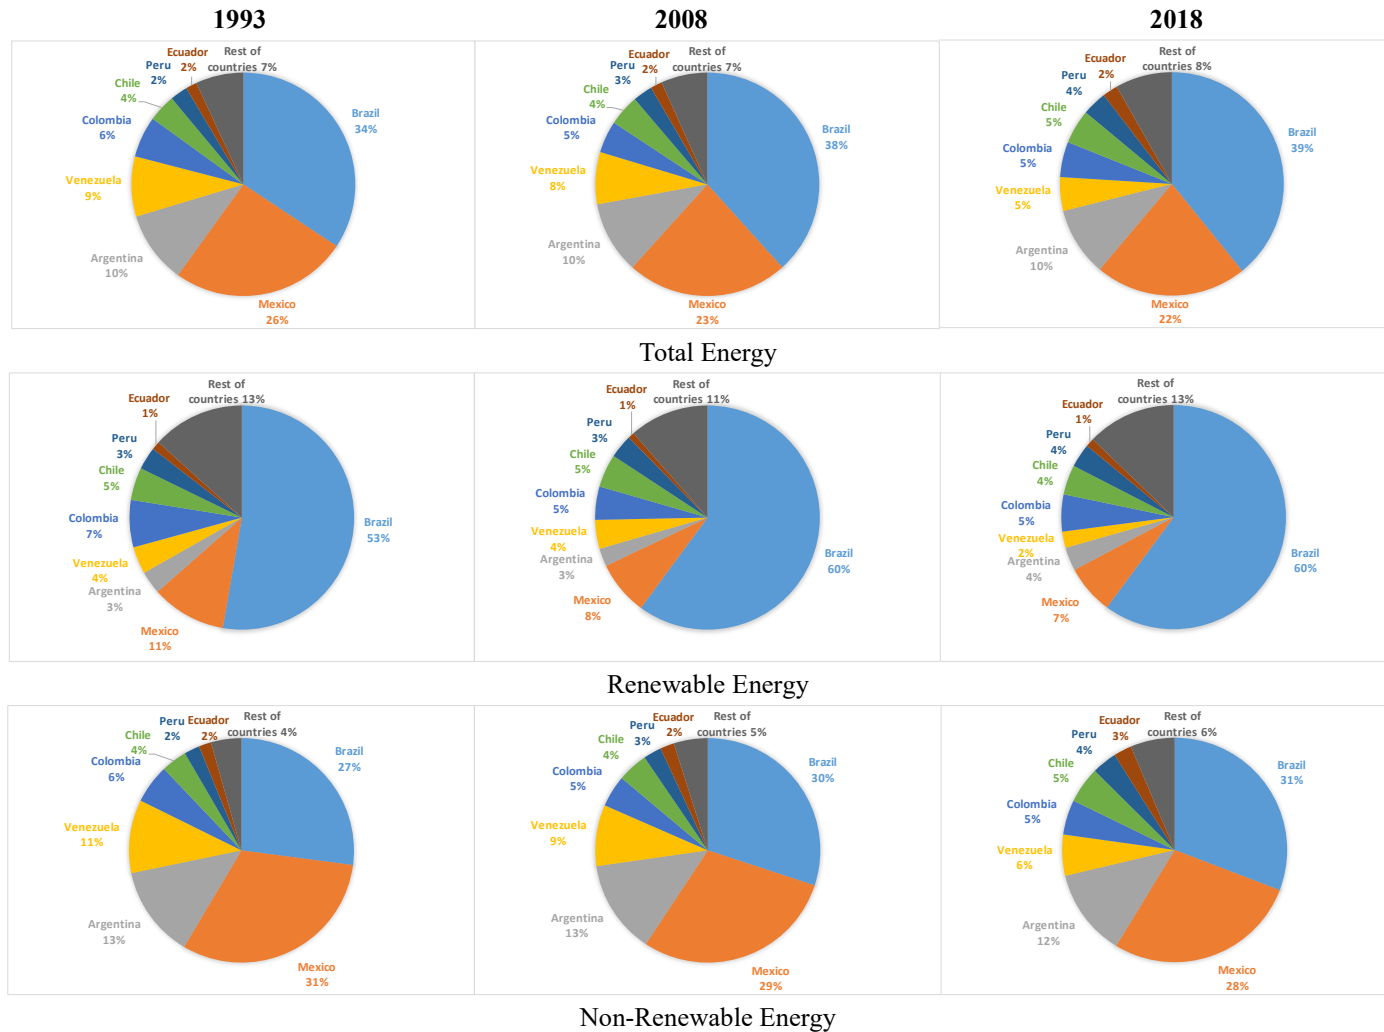 1993
2008
2018
Ecuador
2%
Rest of
countries 7%
Peru
2%
Chile
4%
Colombia
6%
Venezuela
9%
Argentina
10%
Mexico
26%
Brazil
34%
Ecuador
2%
Rest of
countries 7%
Peru
3%
Chile
4%
Colombia
5%
Venezuela
8%
Argentina
10%
Mexico
23%
Brazil
38%
Ecuador
2%
Rest of
countries 8%
Peru
4%
Chile
5%
Colombia
5%
Venezuela
5%
Argentina
10%
Mexico
22%
Brazil
39%
Total Energy
Ecuador
1%
Rest of
countries 13%
Peru
3%
Chile
5%
Colombia
7%
Venezuela
4%
Argentina
3%
Mexico
11%
Brazil
53%
Ecuador
1%
Rest of
countries 11%
Peru
3%
Chile
5%
Colombia
5%
Venezuela
4%
Argentina
3%
Mexico
8%
Brazil
60%
Ecuador
1%
Rest of
countries 13%
Peru
4%
Chile
4%
Colombia
5%
Venezuela
2%
Argentina
4%
Mexico
7%
Brazil
60%
Renewable Energy
Peru
2%
Ecuador
2%
Rest of
countries 4%
Chile
4%
Colombia
6%
Venezuela
11%
Argentina
13%
Mexico
31%
Brazil
27%
Peru
3%
Ecuador
2%
Rest of
countries 5%
Chile
4%
Colombia
5%
Venezuela
9%
Argentina
13%
Mexico
29%
Brazil
30%
Peru
4%
Ecuador
3%
Rest of
countries 6%
Chile
5%
Colombia
5%
Venezuela
6%
Argentina
12%
Mexico
28%
Brazil
31%
Non-Renewable Energy